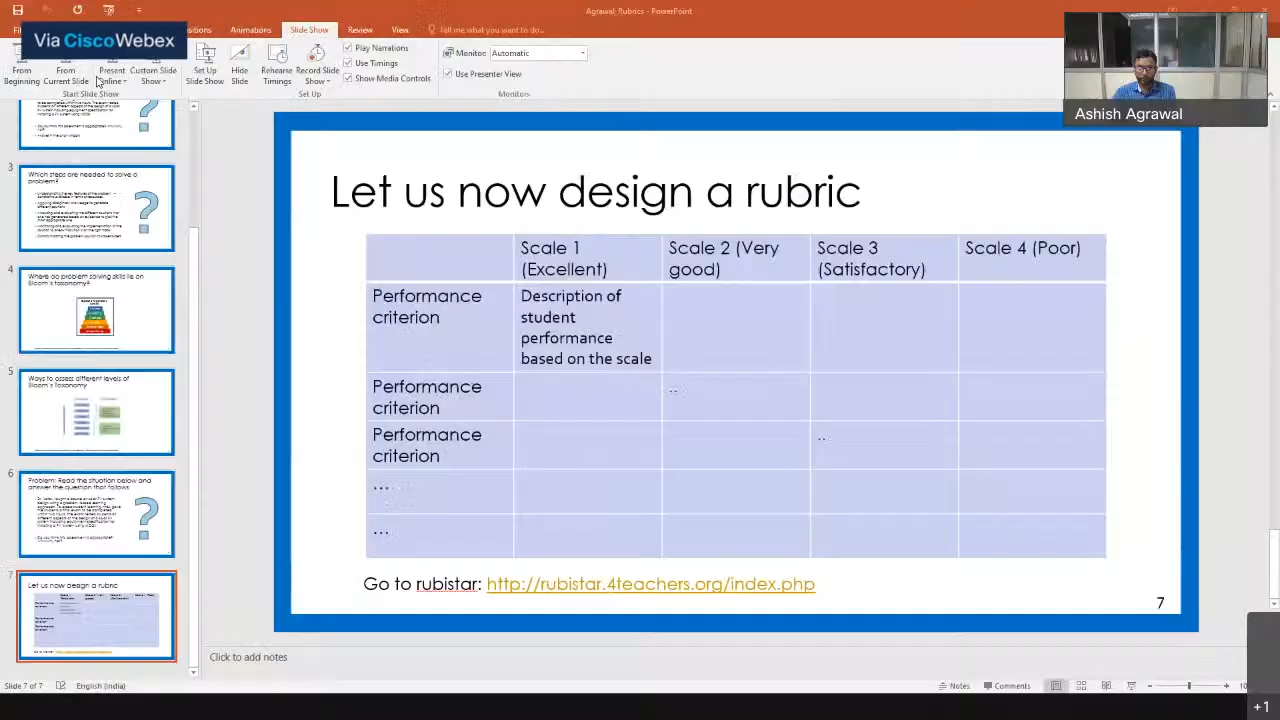 Agrawal_Rubrics - PowerPoint
Via CiscoWebex
Animations
Slide Show
Review
View
Tell me what you want to do...
From Beginning
From Current Slide
Present Online
Custom Slide Show
Set Up Slide Show
Hide Slide
Rehearse Timings
Record Slide Show
Play Narrations
Use Timings
Show Media Controls
Monitor: Automatic
Use Presenter View
Start Slide Show
Set Up
Monitors
Ashish Agrawal
3
Which steps are needed to solve a
problem?
4
Where do problem solving skills lie on
Bloom's taxonomy?
5
Ways to assess different levels of
Bloom's Taxonomy
6
Problem: Read the situation below and
answer the question that follows
7
Let us now design a rubric
Let us now design a rubric
Scale 1
(Excellent)
Scale 2 (Very
good)
Scale 3
(Satisfactory)
Scale 4 (Poor)
Performance
criterion
Description of
student
performance
based on the scale
Performance
criterion
..
Performance
criterion
..
...
...
Go to rubistar: http://rubistar.4teachers.org/index.php
7
Click to add notes
Slide 7 of 7
English (India)
Notes
Comments
+1